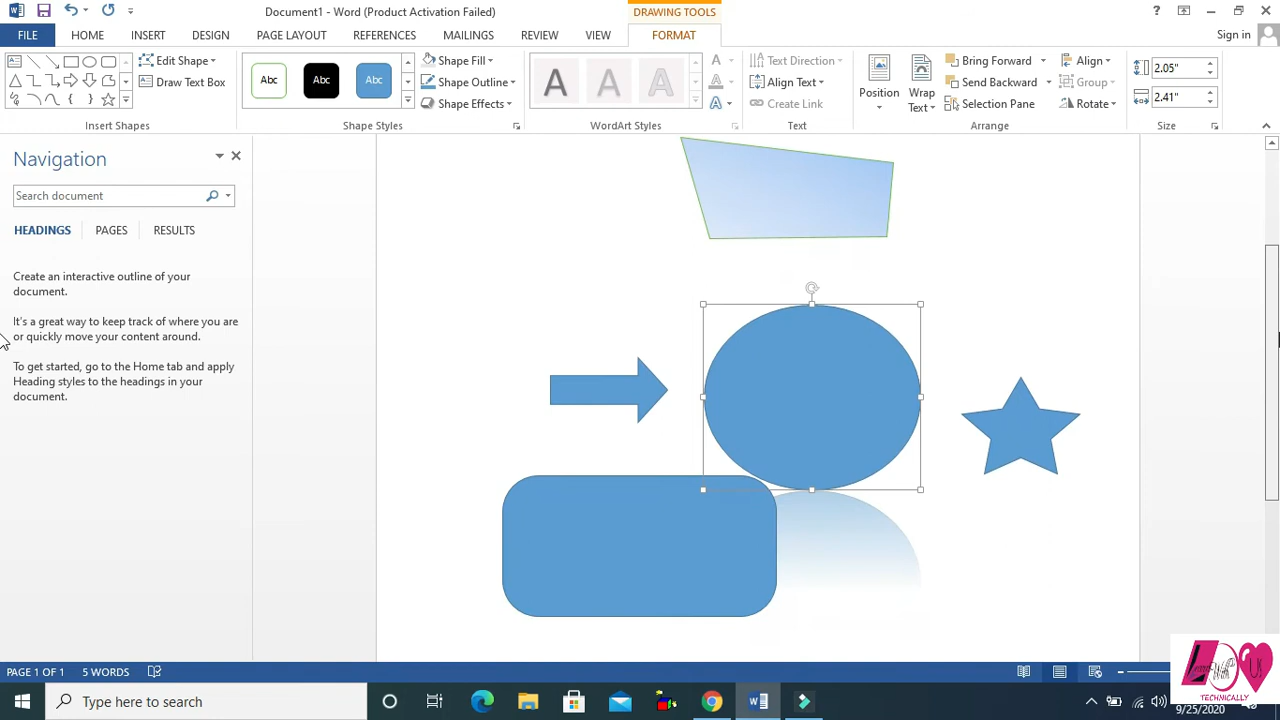 Document1 - Word (Product Activation Failed)
DRAWING TOOLS
?
FILE
HOME
INSERT
DESIGN
PAGE LAYOUT
REFERENCES
MAILINGS
REVIEW
VIEW
FORMAT
Sign in
Edit Shape
Draw Text Box
Insert Shapes
Abc
Abc
Abc
Shape Fill
Shape Outline
Shape Effects
Shape Styles
A
A
A
A
A
A
WordArt Styles
Text Direction
Align Text
Create Link
Text
Position
Wrap
Text
Bring Forward
Send Backward
Selection Pane
Align
Group
Rotate
Arrange
2.05"
2.41"
Size
Navigation
Search document
HEADINGS
PAGES
RESULTS
Create an interactive outline of your
document.
It's a great way to keep track of where you are
or quickly move your content around.
To get started, go to the Home tab and apply
Heading styles to the headings in your
document.
PAGE 1 OF 1
5 WORDS
Type here to search
9/25/2020
Learn With
US
TECHNICALLY